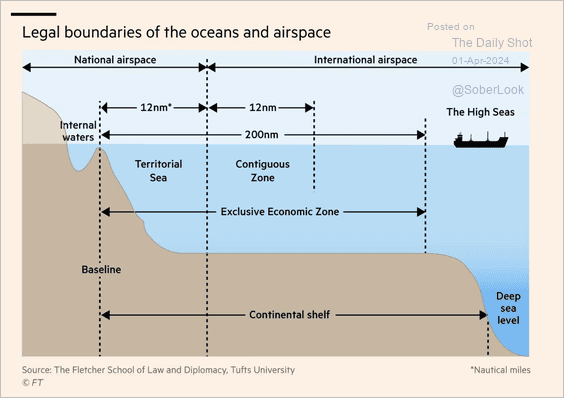 Legal boundaries of the oceans and airspace
Posted on
The Daily Shot
01-Apr-2024
@SoberLook
National airspace
International airspace
12nm*
12nm
The High Seas
Internal
waters
200nm
Territorial
Sea
Contiguous
Zone
Exclusive Economic Zone
Baseline
Deep
sea
level
Continental shelf
Source: The Fletcher School of Law and Diplomacy, Tufts University
*Nautical miles
© FT